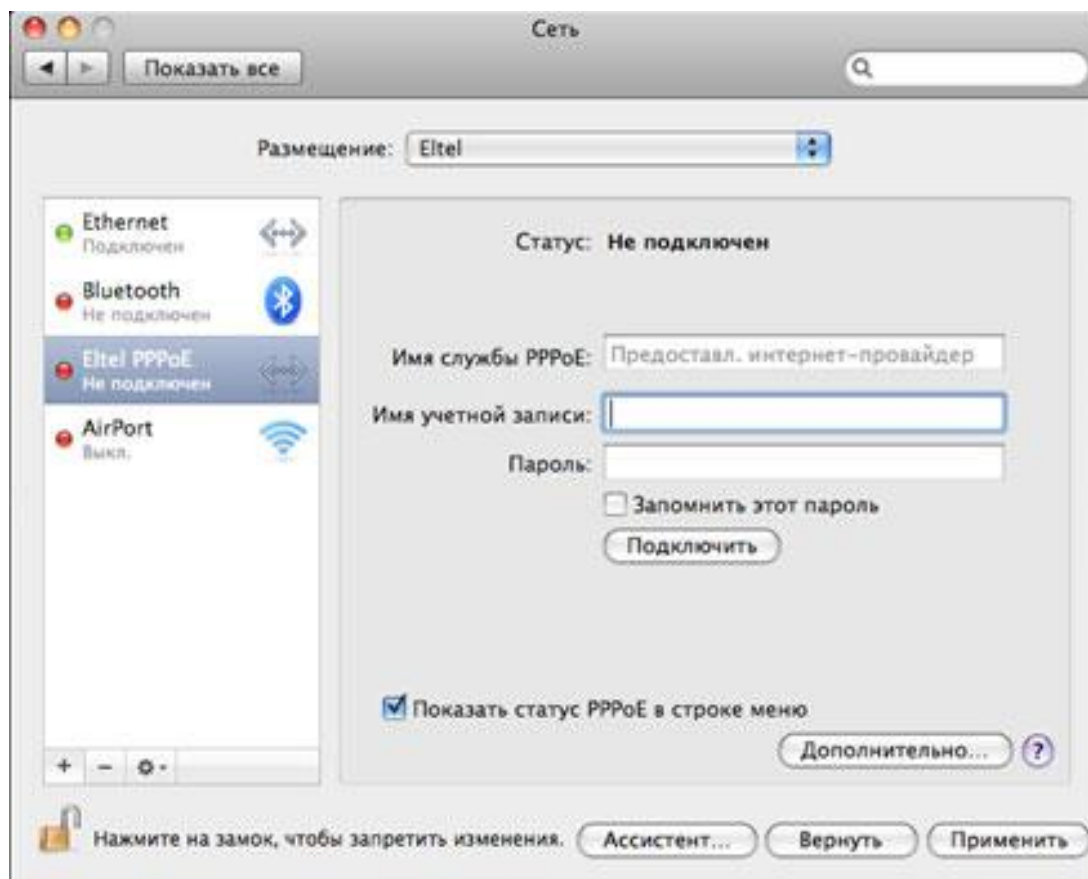 Сеть
Показать все
Размещение: Eltel
Ethernet
Подключен
Bluetooth
Не подключен
Eltel PPPoE
Не подключен
AirPort
Выкл.
Статус: Не подключен
Имя службы PPPoE: Предоставл. интернет-провайдер
Имя учетной записи:
Пароль:
Запомнить этот пароль
Подключить
Показать статус PPPoE в строке меню
Дополнительно... ?
Нажмите на замок, чтобы запретить изменения. Ассистент... Вернуть Применить